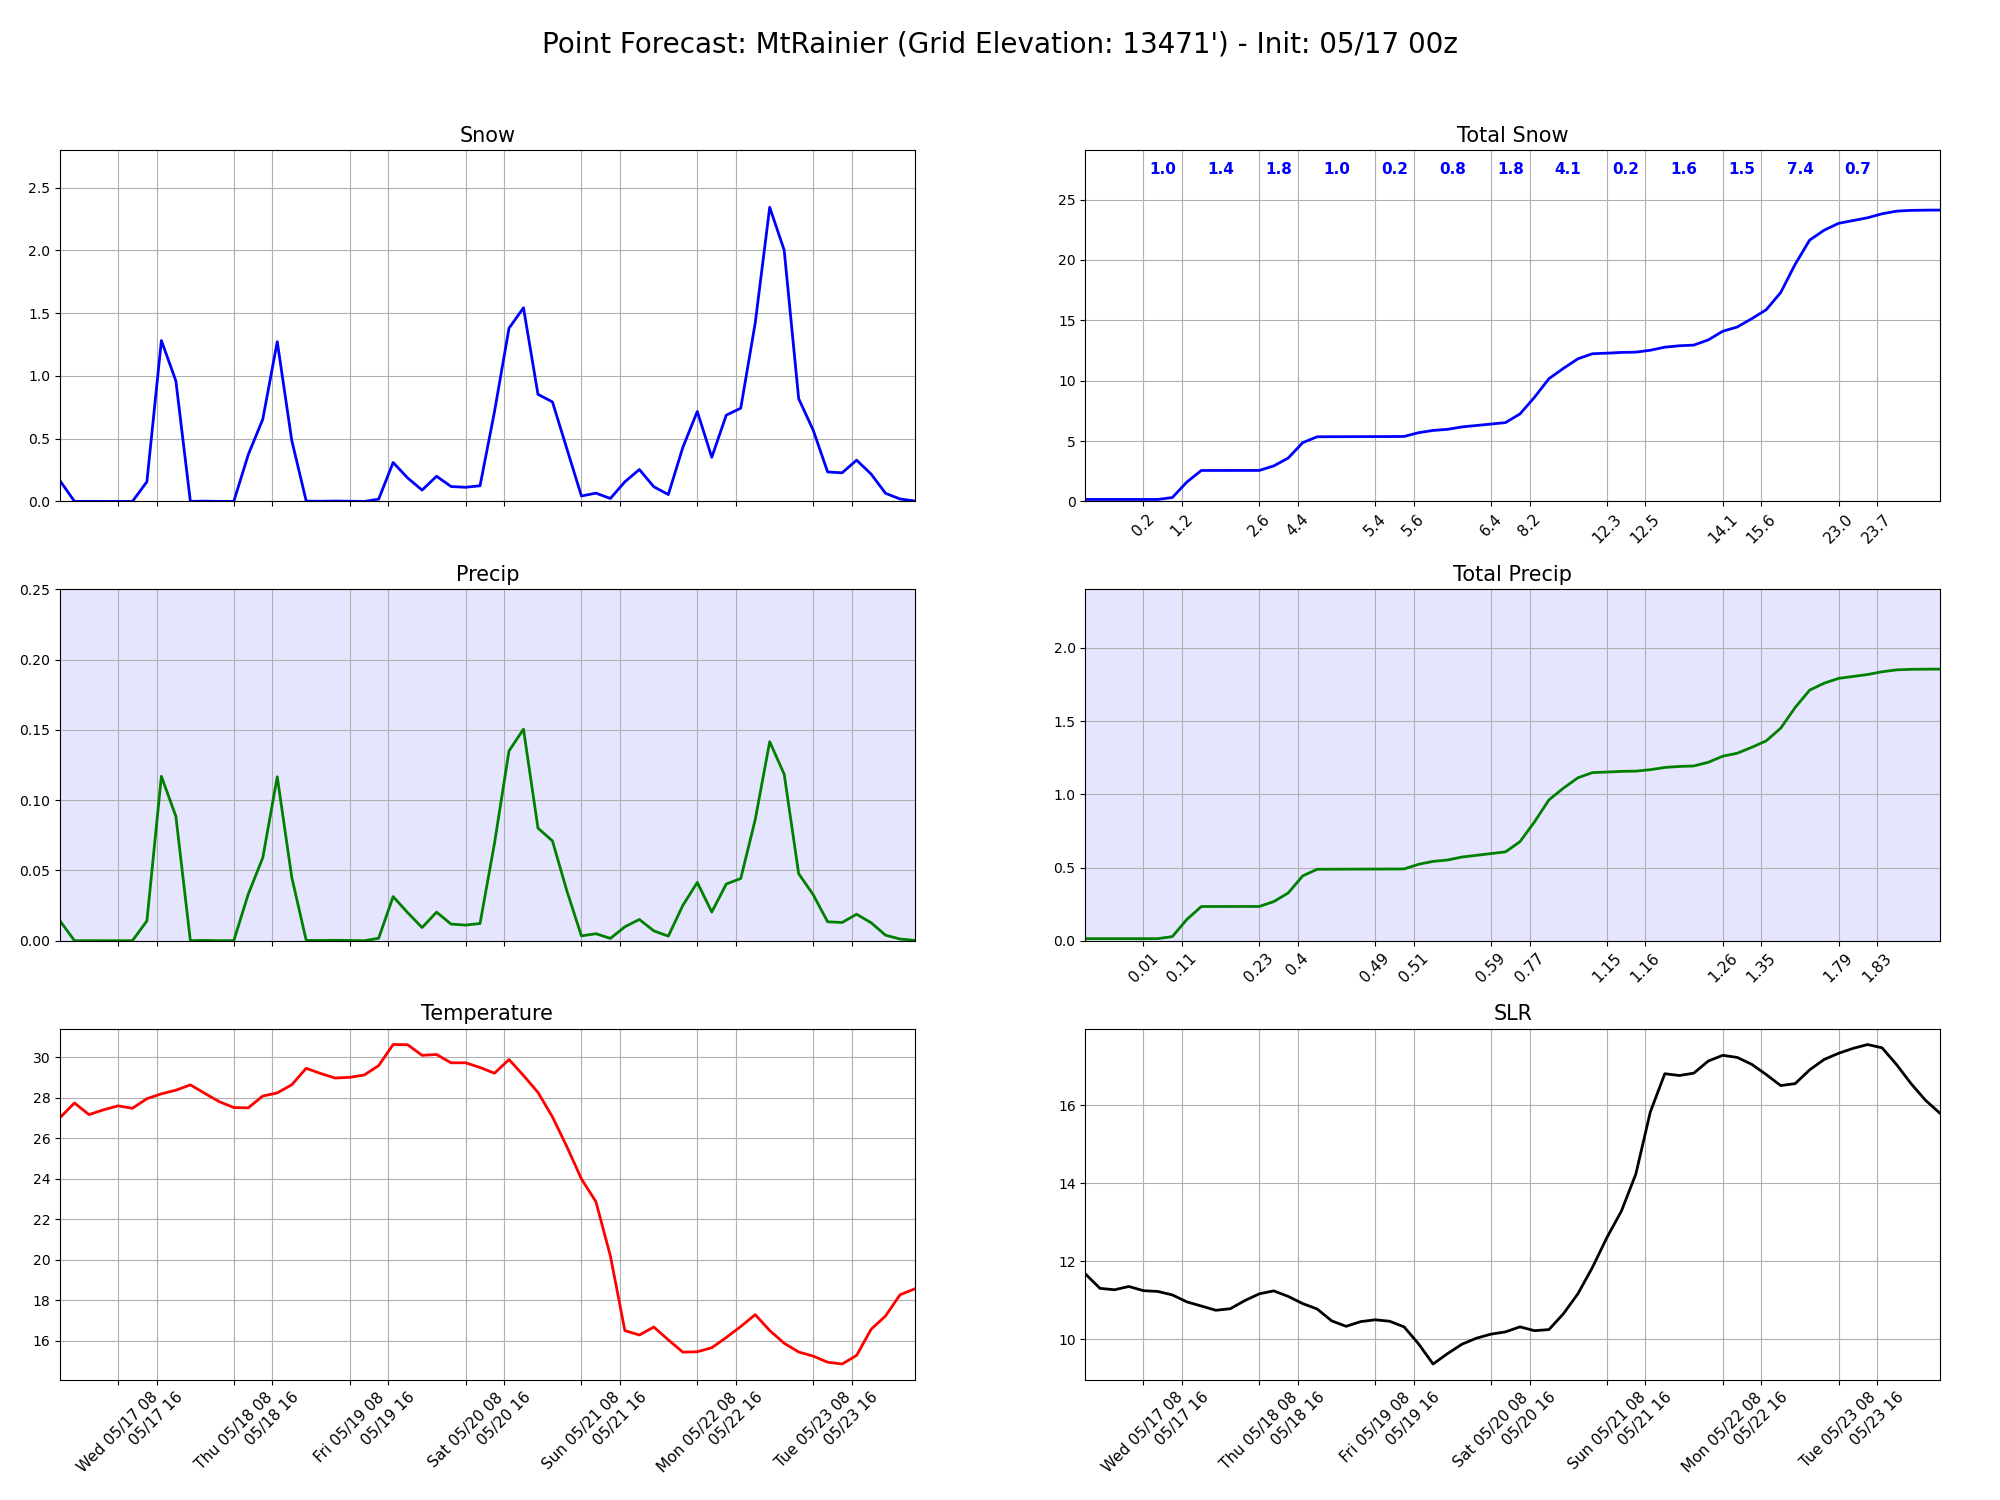 Point Forecast: MtRainier (Grid Elevation: 13471') - Init: 05/17 00z
Snow
2.5
2.0
1.5
1.0
0.5
0.0
Total Snow
1.0 1.4 1.8 1.0 0.2 0.8 1.8 4.1 0.2 1.6 1.5 7.4 0.7
25
20
15
10
5
0
0.2 1.2 2.6 4.4 5.4 5.6 6.4 8.2 12.3 12.5 14.1 15.6 23.0 23.7
Precip
0.25
0.20
0.15
0.10
0.05
0.00
Total Precip
2.0
1.5
1.0
0.5
0.0
0.01 0.11 0.23 0.4 0.49 0.51 0.59 0.77 1.15 1.16 1.26 1.35 1.79 1.83
Temperature
30
28
26
24
22
20
18
16
Wed 05/17 08
05/17 16
Thu 05/18 08
05/18 16
Fri 05/19 08
05/19 16
Sat 05/20 08
05/20 16
Sun 05/21 08
05/21 16
Mon 05/22 08
05/22 16
Tue 05/23 08
05/23 16
SLR
16
14
12
10
Wed 05/17 08
05/17 16
Thu 05/18 08
05/18 16
Fri 05/19 08
05/19 16
Sat 05/20 08
05/20 16
Sun 05/21 08
05/21 16
Mon 05/22 08
05/22 16
Tue 05/23 08
05/23 16